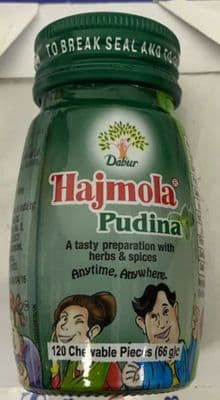 TO BREAK SEAL AND
Dabur
Hajmola®
Pudina
A tasty preparation with
herbs & spices
Anytime, Anywhere.
120 Chewable Pieces (66 g